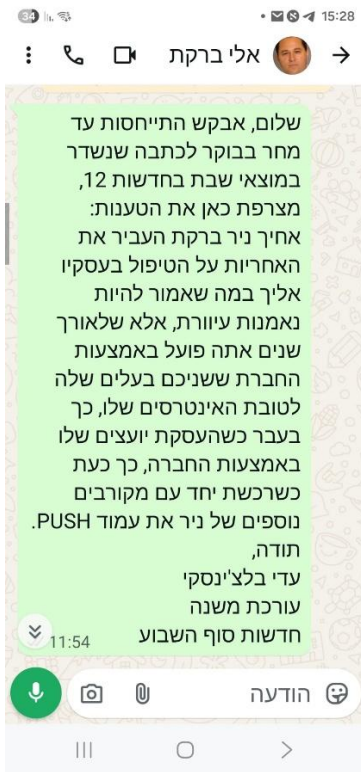 34
15:28
אלי ברקת
שלום, אבקש התייחסות עד
מחר בבוקר לכתבה שנשדר
במוצאי שבת בחדשות 12,
מצרפת כאן את הטענות:
אחיך ניר ברקת העביר את
האחריות על הטיפול בעסקיו
אליך במה שאמור להיות
נאמנות עיוורת, אלא שלאורך
שנים אתה פועל באמצעות
החברת ששניכם בעלים שלה
לטובת האינטרסים שלו, כך
בעבר כשהעסקת יועצים שלו
באמצעות החברה, כך כעת
כשרכשת יחד עם מקורבים
נוספים של ניר את עמוד PUSH.
תודה,
עדי בלצ'ינסקי
עורכת משנה
חדשות סוף השבוע
11:54
הודעה